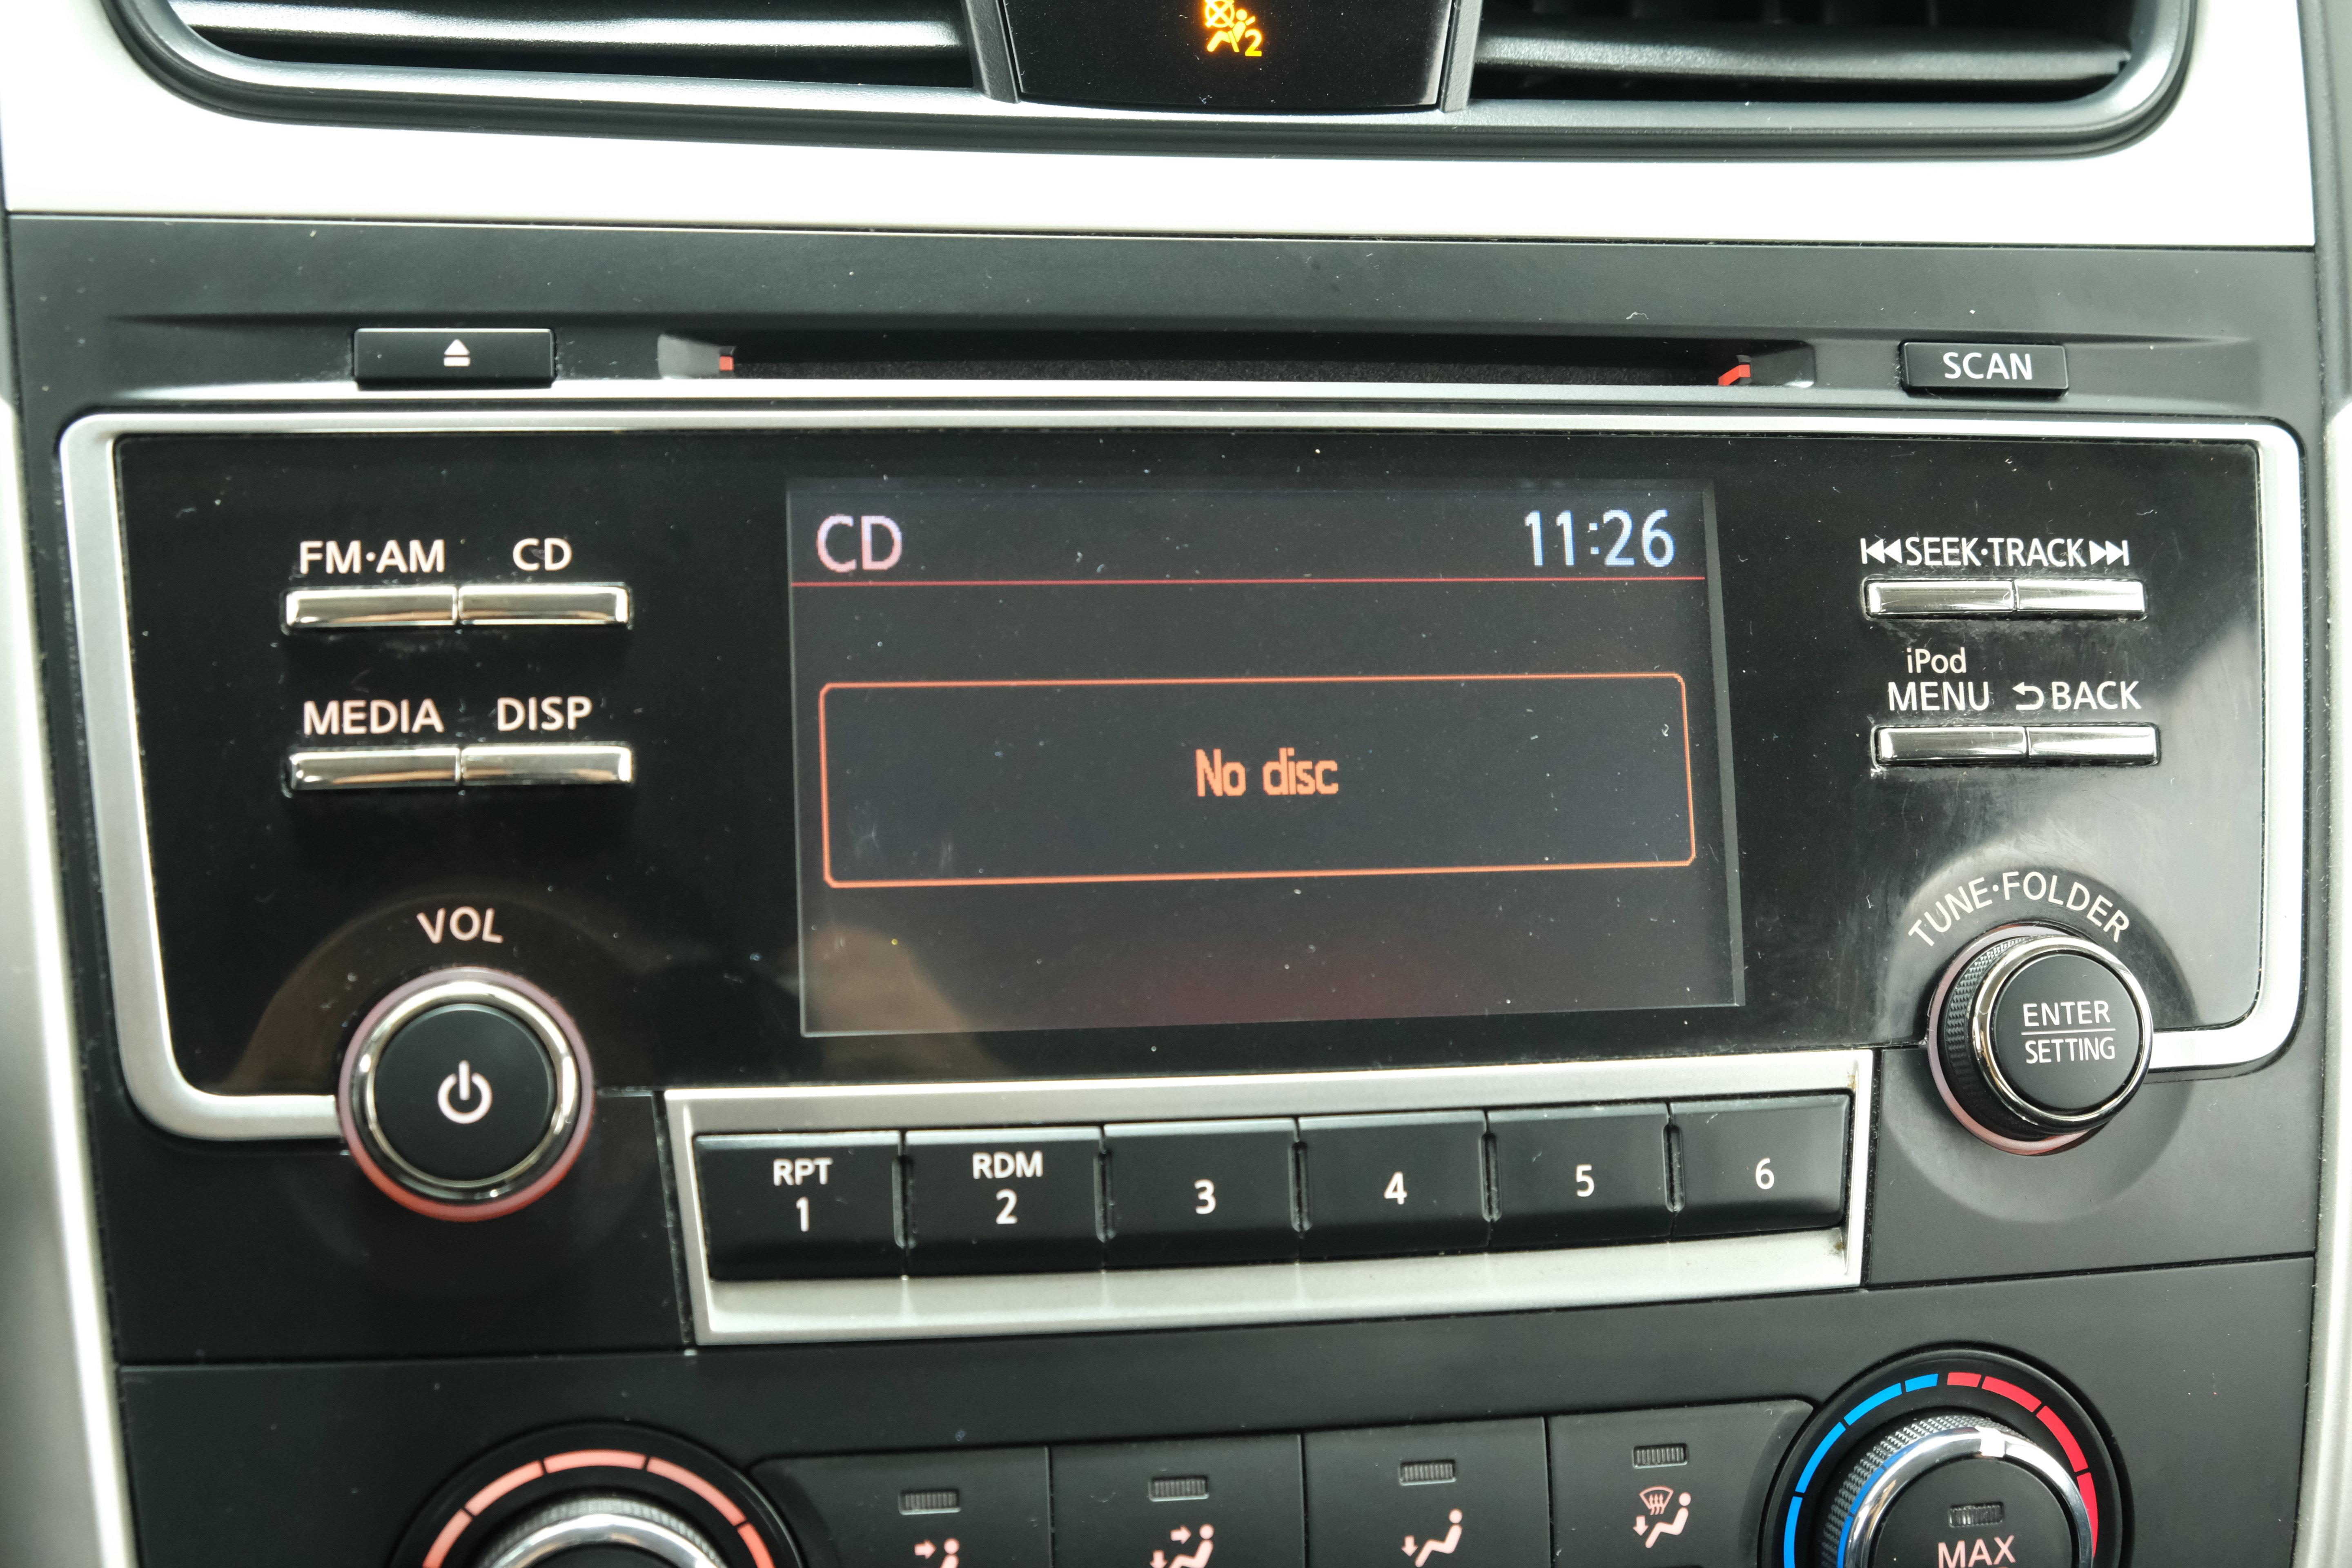 2
SCAN
CD 11:26
FM·AM CD
SEEK·TRACK
iPod
MENU BACK
MEDIA DISP
No disc
VOL
TUNE·FOLDER
ENTER
SETTING
RPT
1
RDM
2
3
4
5
6
MAX